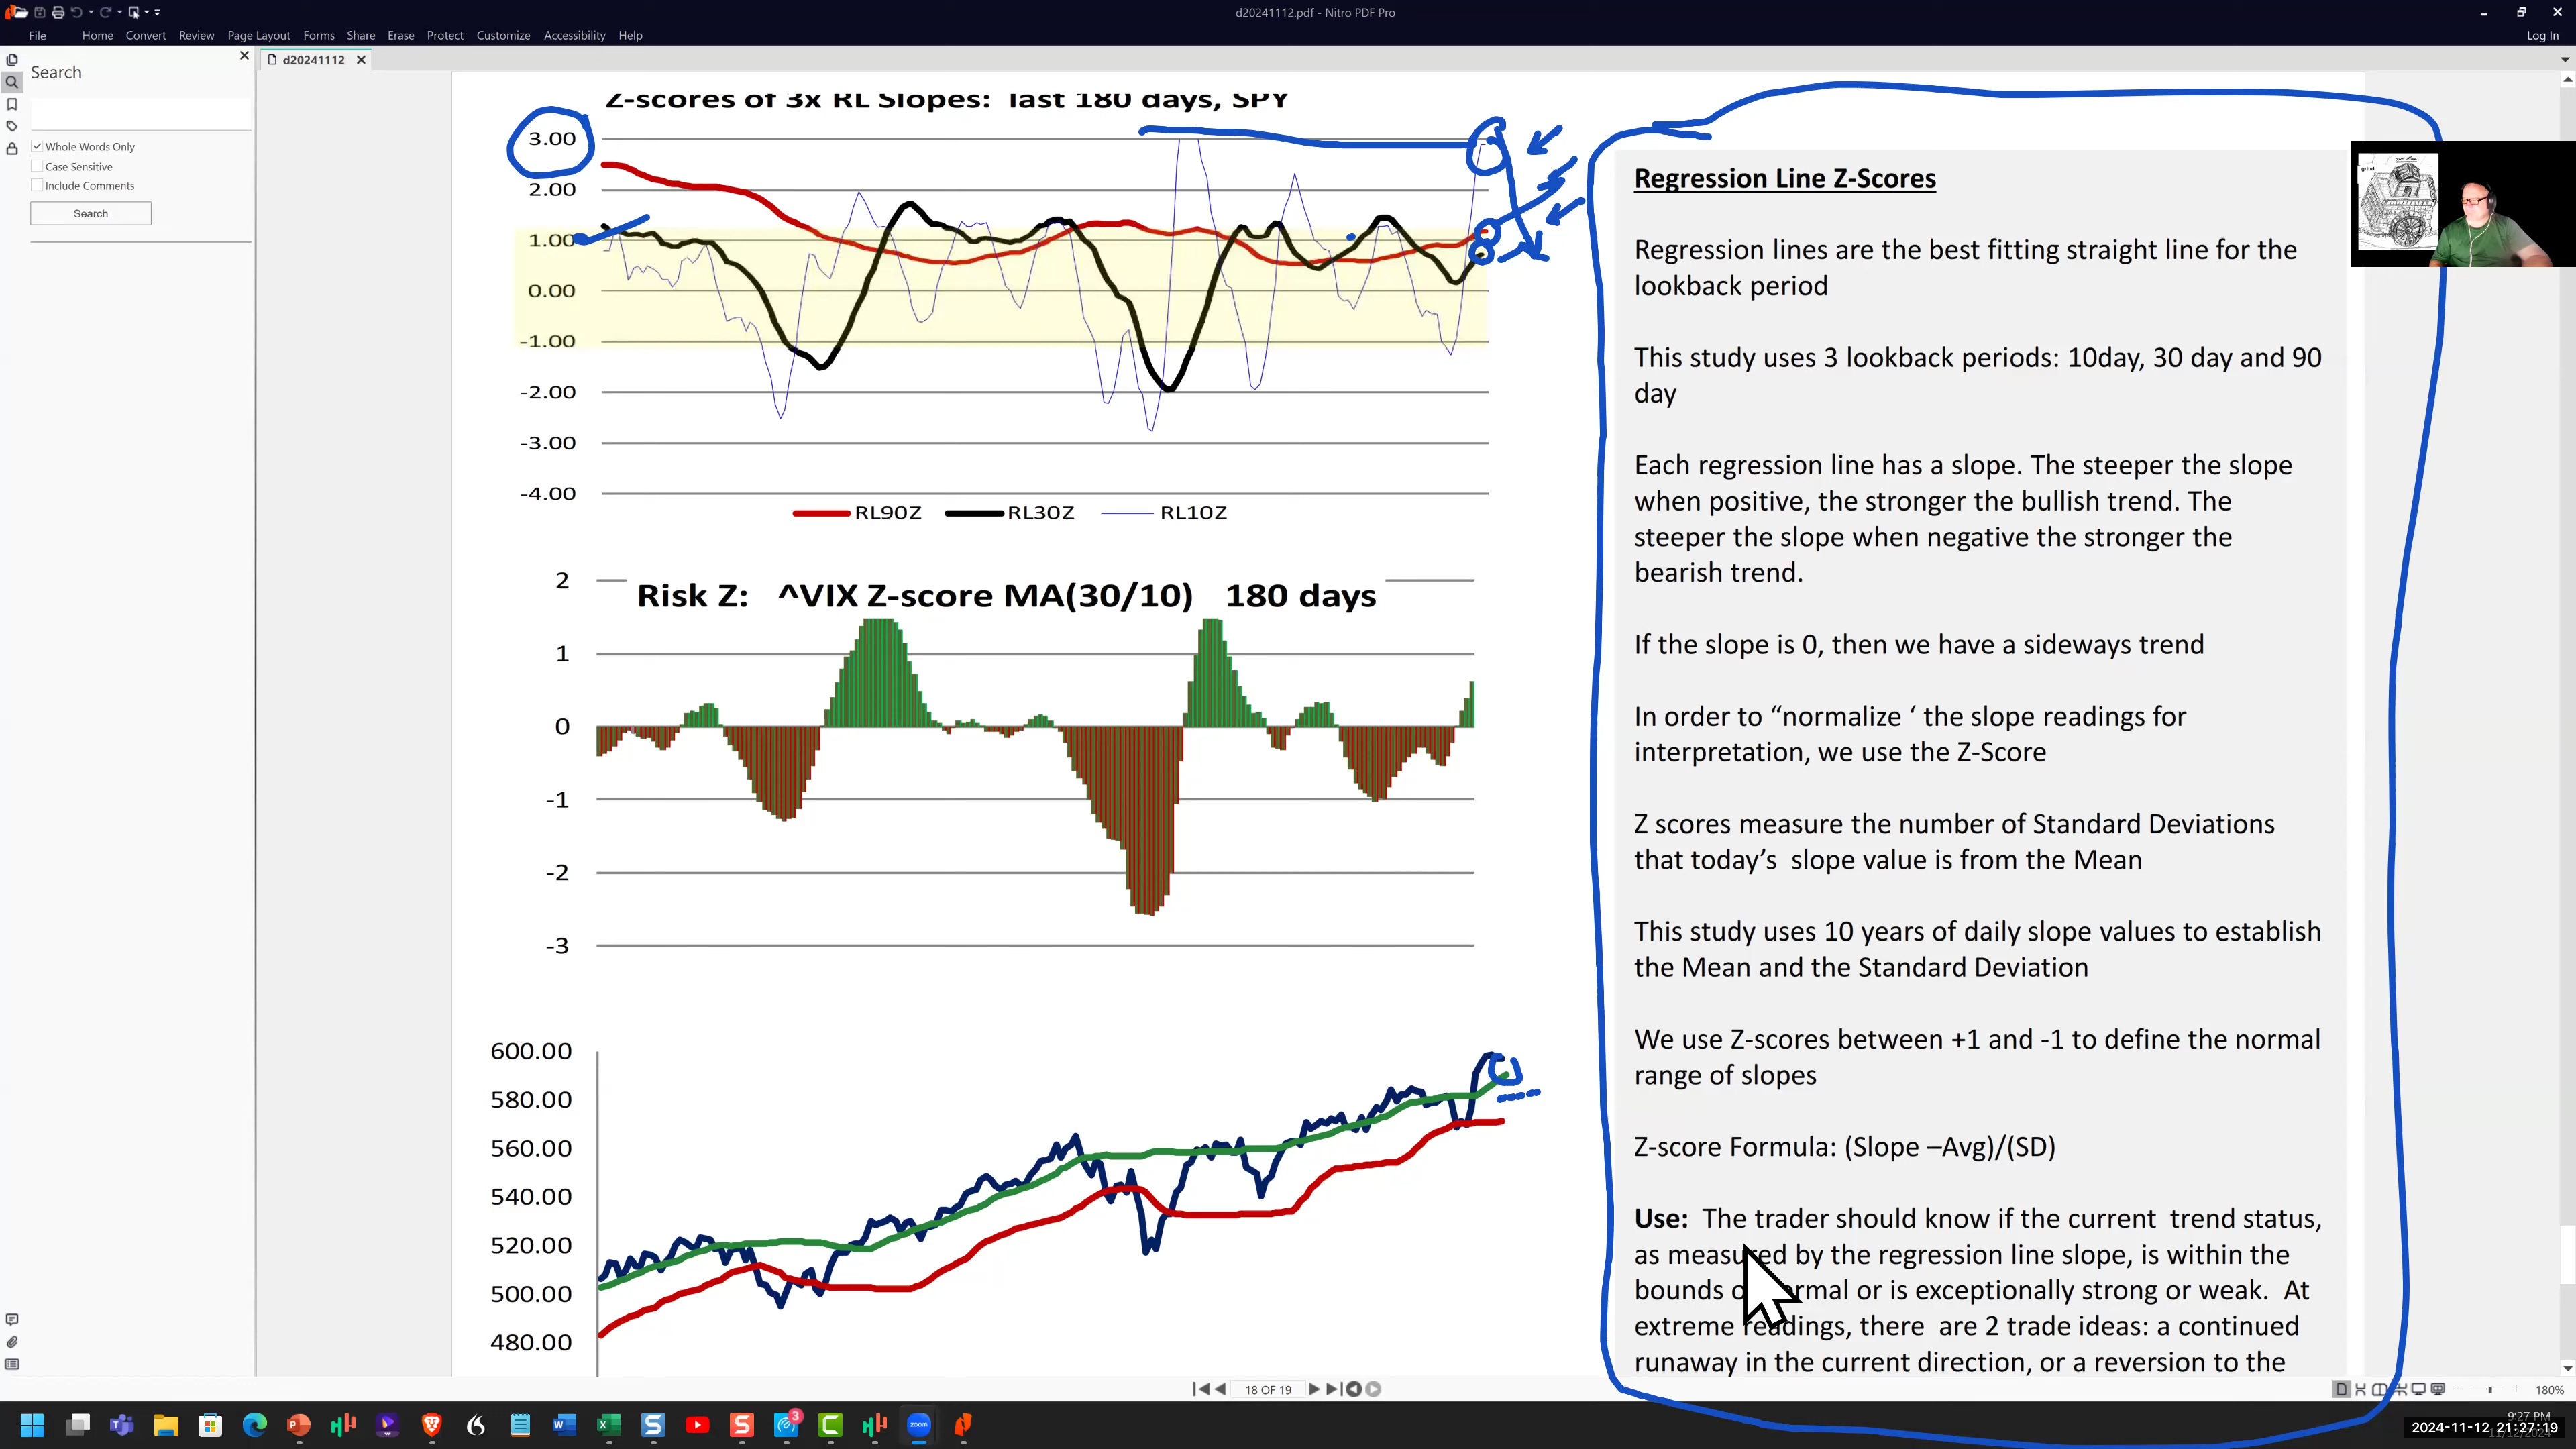 d20241112.pdf - Nitro PDF Pro
File Home Convert Review Page Layout Forms Share Erase Protect Customize Accessibility Help
Log In
Search
d20241112
Whole Words Only
Case Sensitive
Include Comments
Search
Z-scores of 3x RL Slopes: last 180 days, SPY
3.00
2.00
1.00
0.00
-1.00
-2.00
-3.00
-4.00
RL90Z RL30Z RL10Z
Risk Z: ^VIX Z-score MA(30/10) 180 days
2
1
0
-1
-2
-3
600.00
580.00
560.00
540.00
520.00
500.00
480.00
Regression Line Z-Scores
Regression lines are the best fitting straight line for the
lookback period
This study uses 3 lookback periods: 10day, 30 day and 90
day
Each regression line has a slope. The steeper the slope
when positive, the stronger the bullish trend. The
steeper the slope when negative the stronger the
bearish trend.
If the slope is 0, then we have a sideways trend
In order to “normalize ‘ the slope readings for
interpretation, we use the Z-Score
Z scores measure the number of Standard Deviations
that today’s slope value is from the Mean
This study uses 10 years of daily slope values to establish
the Mean and the Standard Deviation
We use Z-scores between +1 and -1 to define the normal
range of slopes
Z-score Formula: (Slope –Avg)/(SD)
Use: The trader should know if the current trend status,
as measured by the regression line slope, is within the
bounds of normal or is exceptionally strong or weak. At
extreme readings, there are 2 trade ideas: a continued
runaway in the current direction, or a reversion to the
grind
18 OF 19
180%
3
zoom
9:27 PM
2024-11-12 21:27:19